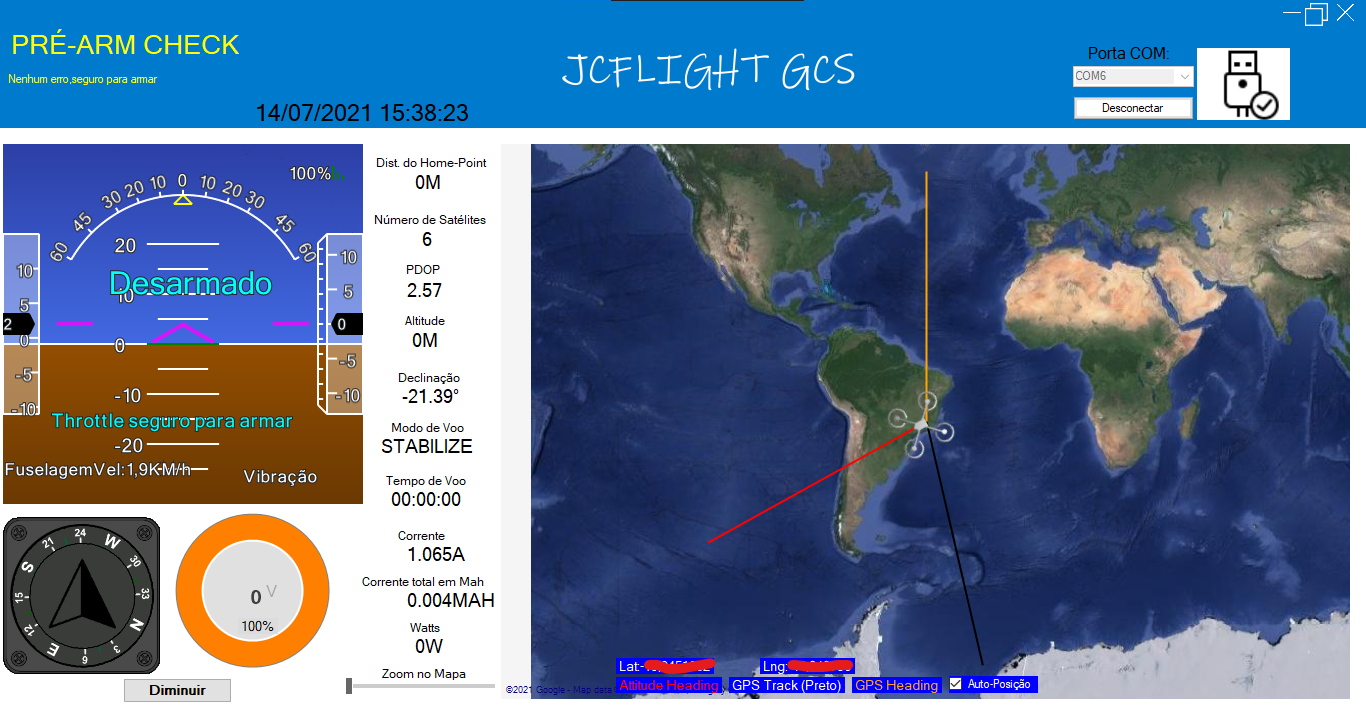 PRÉ-ARM CHECK
Nenhum erro,seguro para armar
14/07/2021 15:38:23
JCFLIGHT GCS
Porta COM:
COM6
Desconectar
100%
60 45 30 20 10 0 10 20 30 45 60
20
10
Desarmado
0
-10
Throttle seguro para armar
-20
FuselagemVel:1,9KM/h
Vibração
10
5
2
0
-5
-10
10
5
0
-5
-10
Dist. do Home-Point
0M
Número de Satélites
6
PDOP
2.57
Altitude
0M
Declinação
-21.39°
Modo de Voo
STABILIZE
Tempo de Voo
00:00:00
Corrente
1.065A
Corrente total em Mah
0.004MAH
Watts
0W
Zoom no Mapa
24 W 30 33 N 3 6 E 12 15 S 21
0 V
100%
Diminuir
Lat:-
Lng:
Attitude Heading
GPS Track (Preto)
GPS Heading
Auto-Posição
©2021 Google - Map data